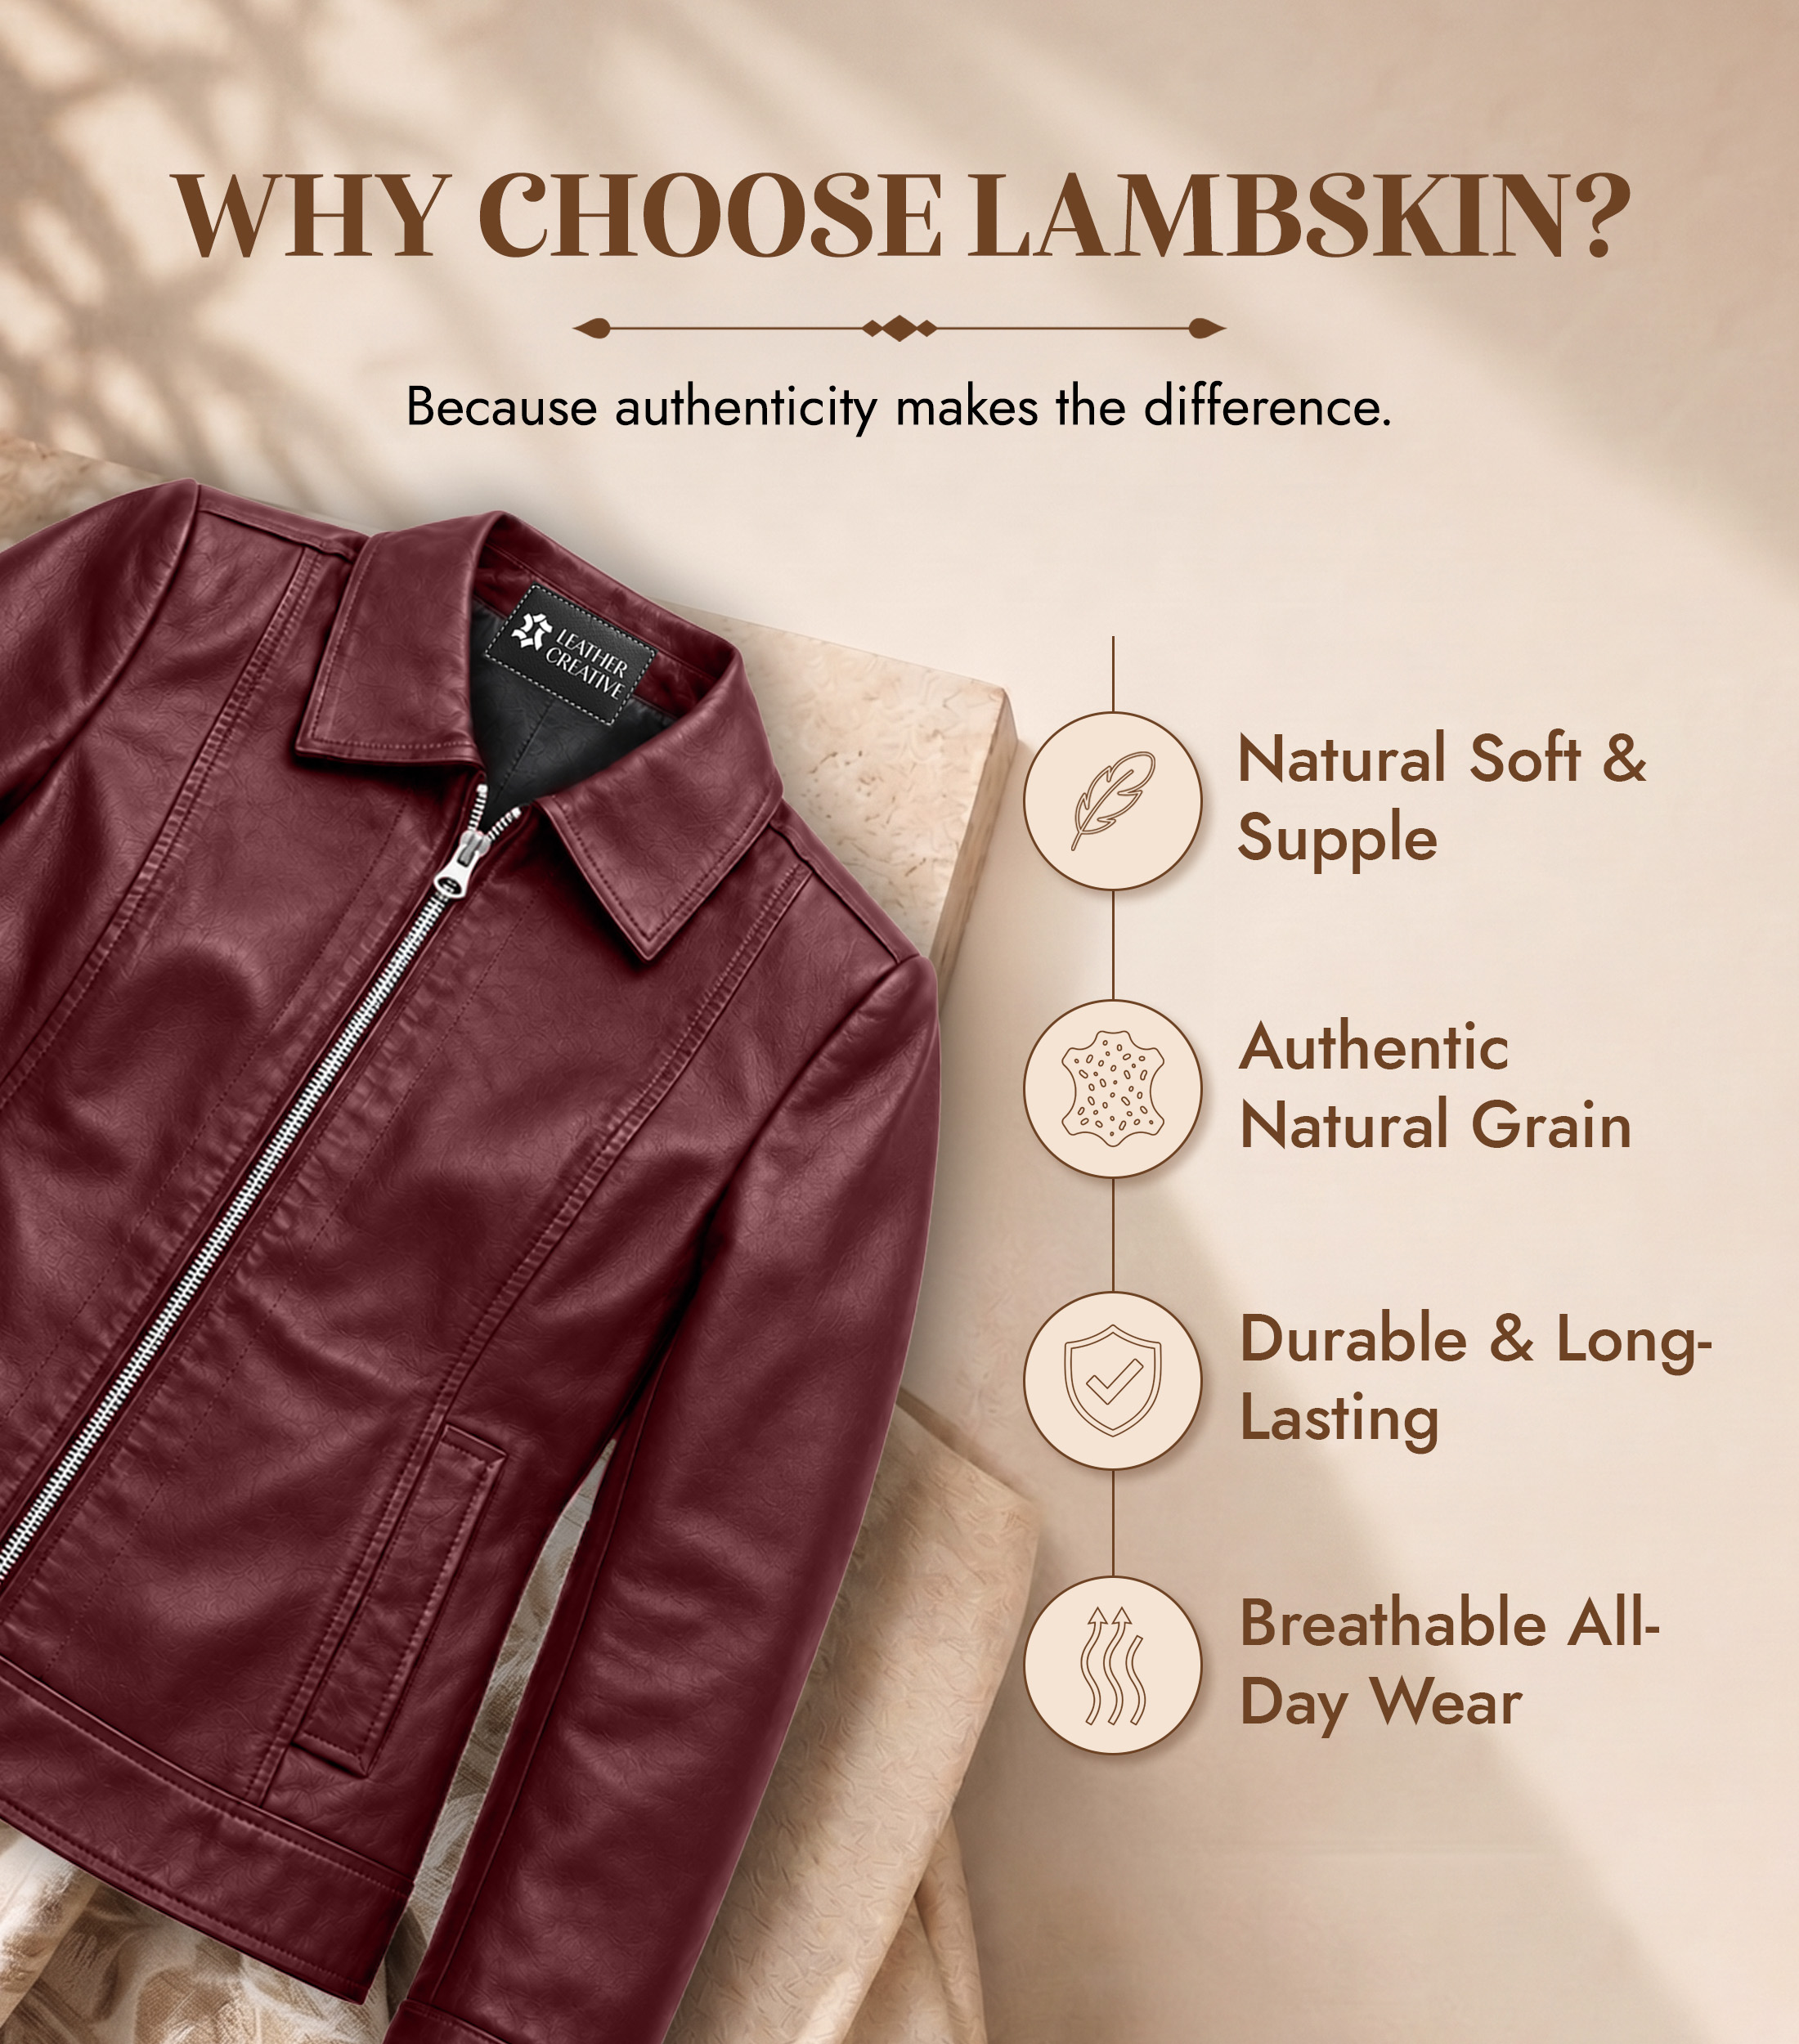 WHY CHOOSE LAMBSKIN?
Because authenticity makes the difference.
LEATHER
CREATIVE
Natural Soft &
Supple
Authentic
Natural Grain
Durable & Long-
Lasting
Breathable All-
Day Wear